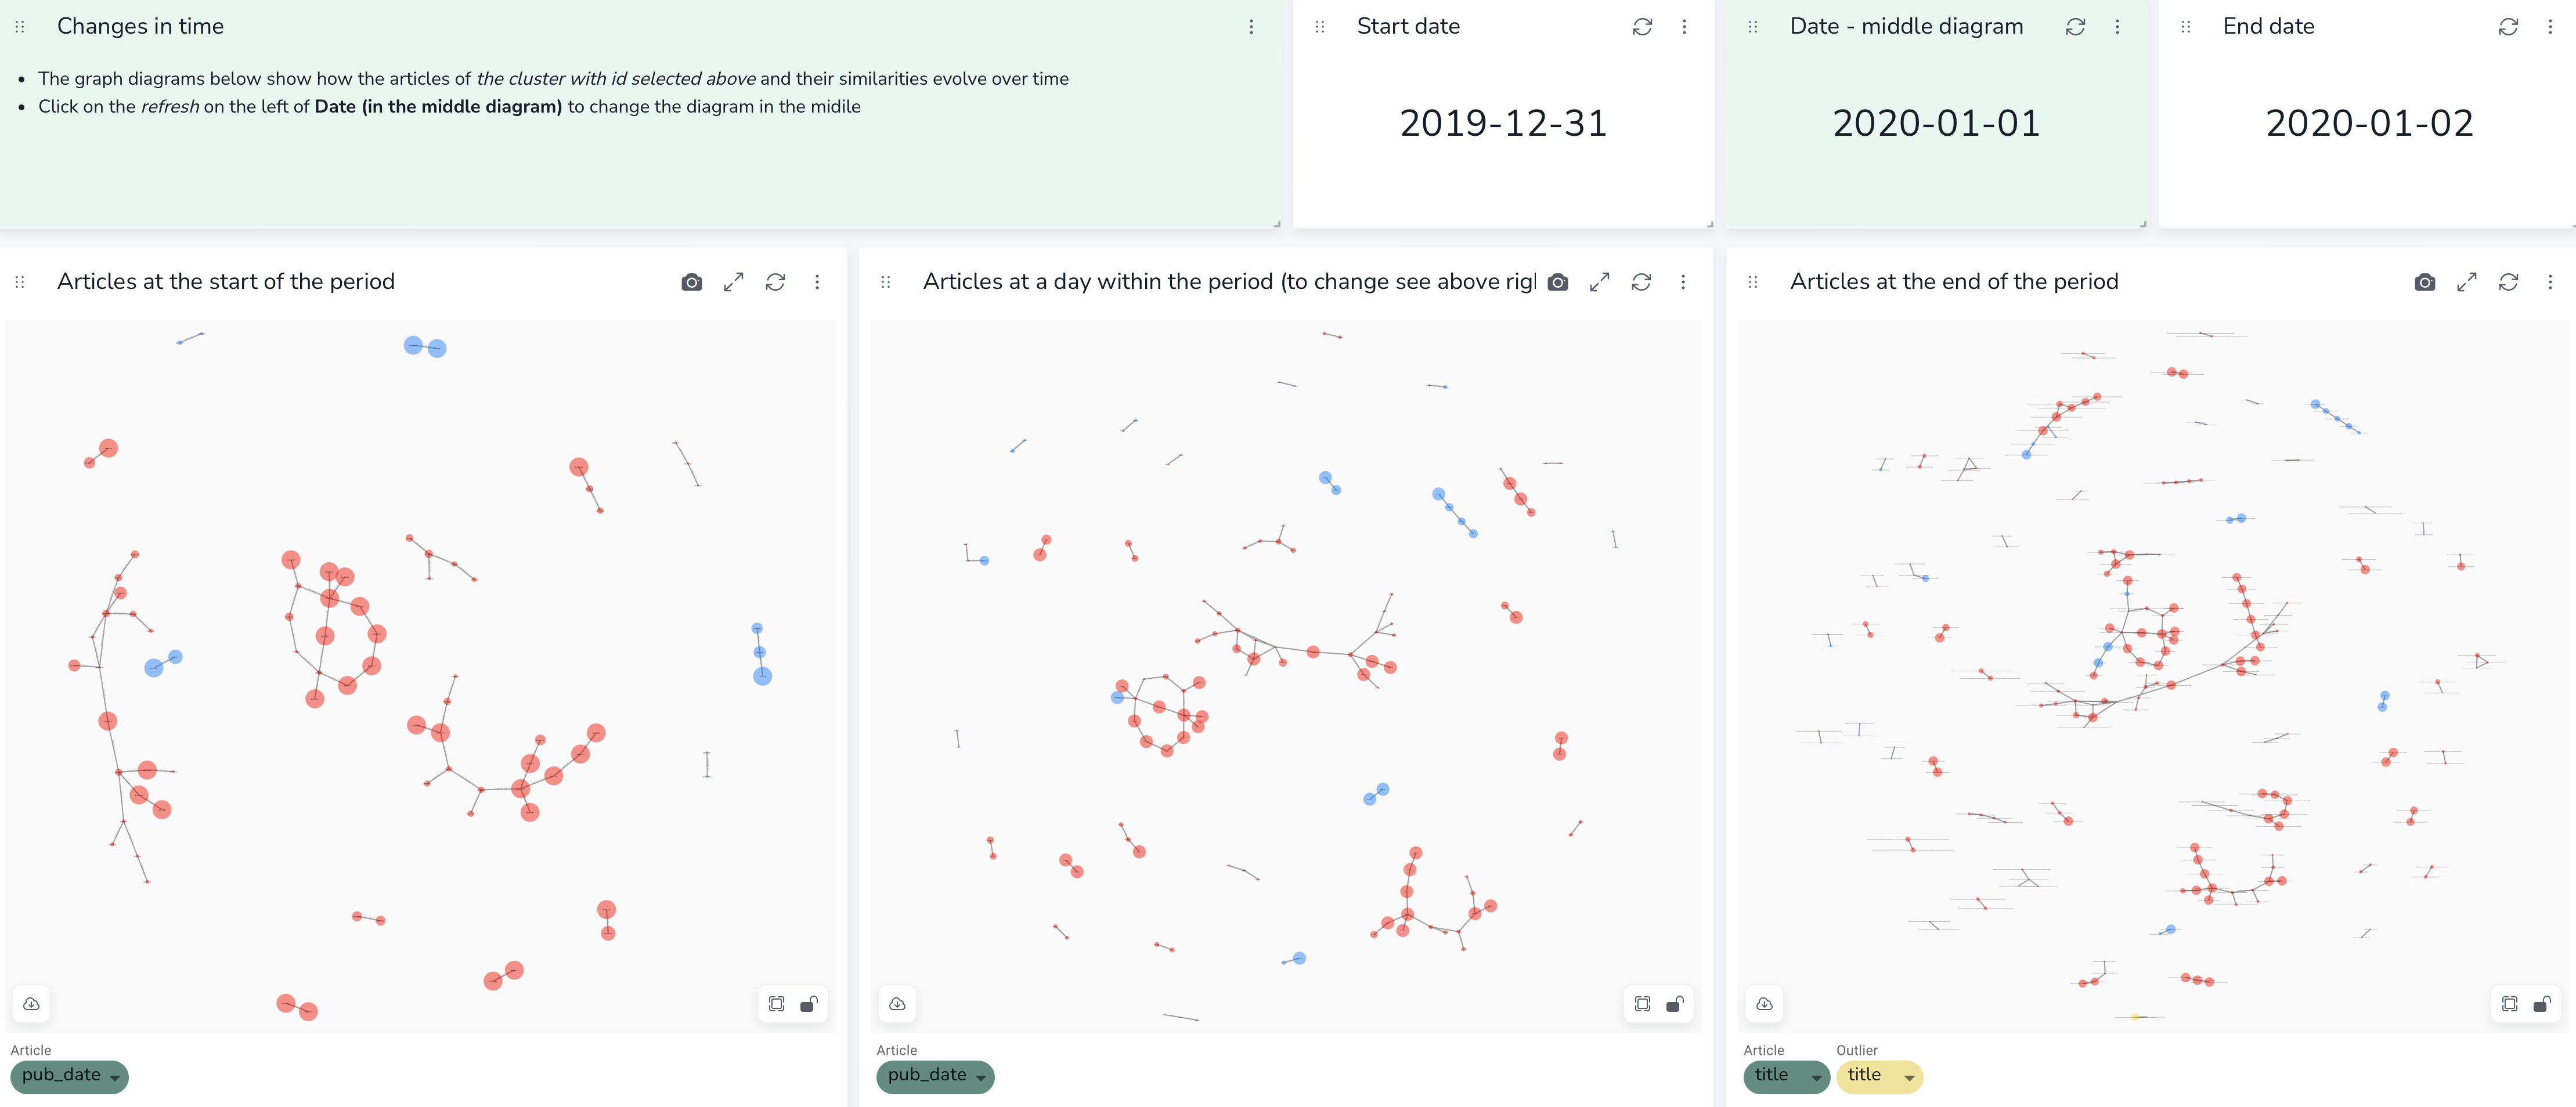 Changes in time
• The graph diagrams below show how the articles of the cluster with id selected above and their similarities evolve over time
• Click on the refresh on the left of Date (in the middle diagram) to change the diagram in the midile
Start date
2019-12-31
Date - middle diagram
2020-01-01
End date
2020-01-02
Articles at the start of the period
Article
pub_date
Articles at a day within the period (to change see above rigl
Article
pub_date
Articles at the end of the period
Article
title
Outlier
title